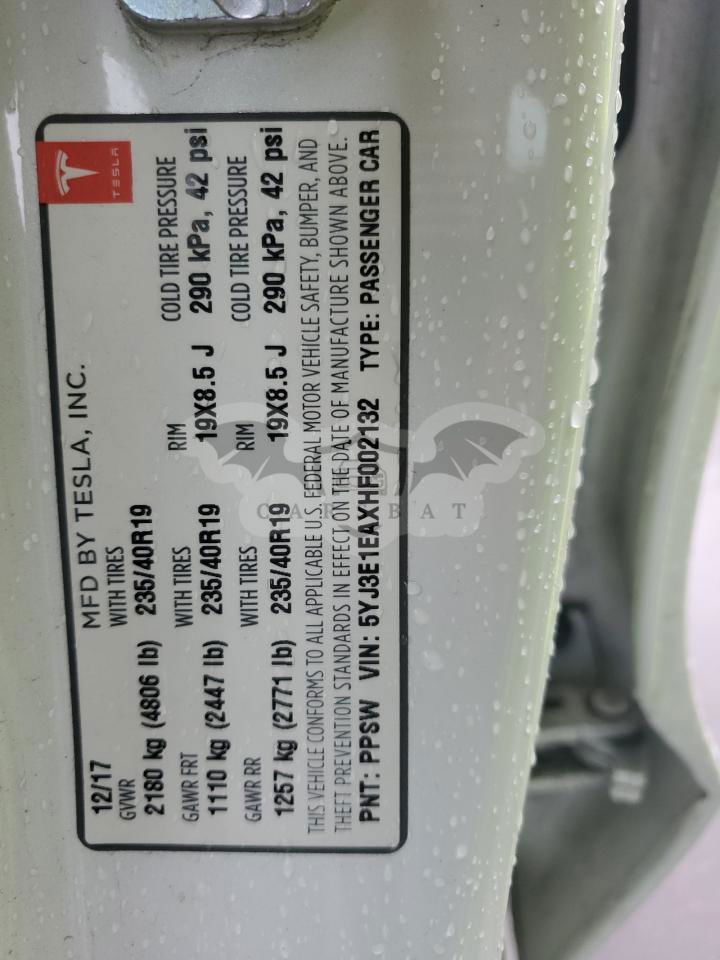 TESLA
MFD BY TESLA, INC.
12/17
GVWR WITH TIRES RIM COLD TIRE PRESSURE
2180 kg (4806 lb) 235/40R19 19X8.5 J 290 kPa, 42 psi
GAWR FRT WITH TIRES RIM COLD TIRE PRESSURE
1110 kg (2447 lb) 235/40R19 19X8.5 J 290 kPa, 42 psi
GAWR RR WITH TIRES
1257 kg (2771 lb) 235/40R19
THIS VEHICLE CONFORMS TO ALL APPLICABLE U.S. FEDERAL MOTOR VEHICLE SAFETY, BUMPER, AND
THEFT PREVENTION STANDARDS IN EFFECT ON THE DATE OF MANUFACTURE SHOWN ABOVE.
PNT: PPSW VIN: 5YJ3E1EAXHF002132 TYPE: PASSENGER CAR
CAR BAT